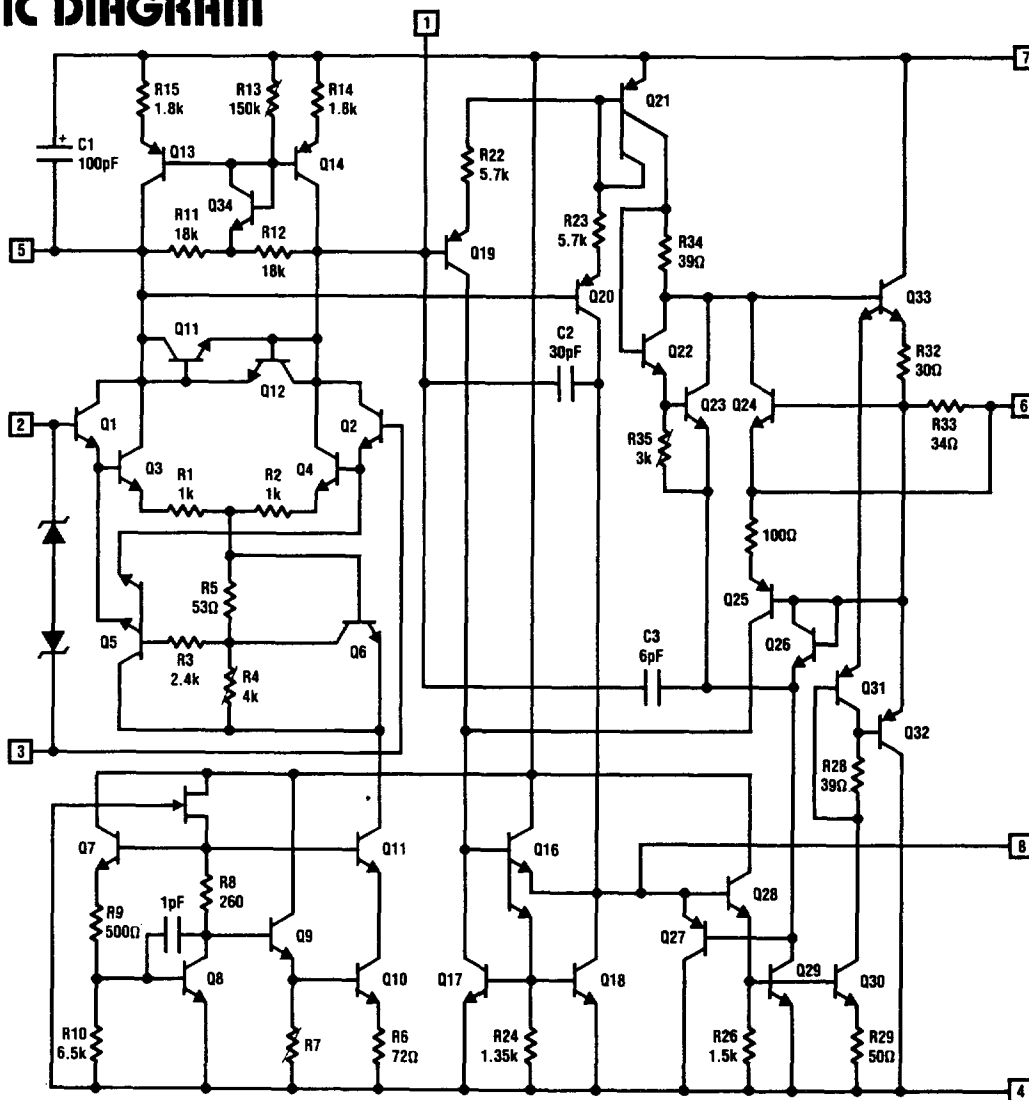 IC DIAGRAM
1
7
R15
1.8k
R13
150k
R14
1.8k
Q21
C1
100pF
+
Q13
Q14
R22
5.7k
Q34
R11
18k
R12
18k
R23
5.7k
R34
39Ω
5
Q19
Q20
Q33
Q11
C2
30pF
Q22
R32
30Ω
Q12
2
Q1
Q2
Q23
Q24
R33
34Ω
6
R35
3k
Q3
R1
1k
R2
1k
Q4
100Ω
R5
53Ω
Q25
Q5
R3
2.4k
Q6
C3
6pF
Q26
R4
4k
Q31
3
Q32
R28
39Ω
Q7
Q11
Q16
8
R8
260
1pF
R9
500Ω
Q9
Q28
Q27
Q8
Q10
Q17
Q18
Q29
Q30
R10
6.5k
R7
R6
72Ω
R24
1.35k
R26
1.5k
R29
50Ω
4